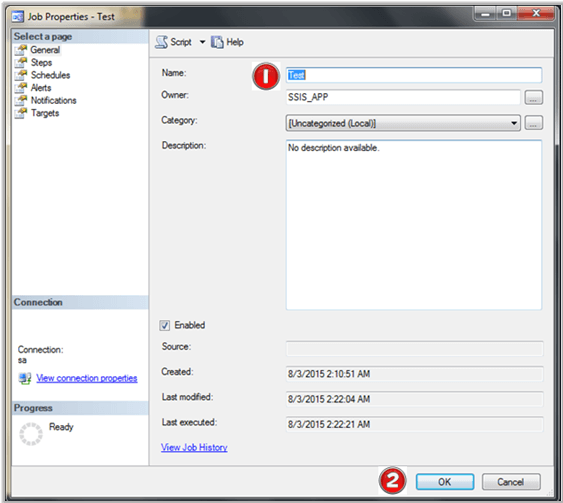 Job Properties - Test
Select a page
General
Steps
Schedules
Alerts
Notifications
Targets
Script Help
Name: Test
Owner: SSIS_APP ...
Category: [Uncategorized (Local)] ...
Description: No description available.
Enabled
Source:
Created: 8/3/2015 2:10:51 AM
Last modified: 8/3/2015 2:22:04 AM
Last executed: 8/3/2015 2:22:21 AM
View Job History
Connection
Connection:
sa
View connection properties
Progress
Ready
1
2
OK Cancel